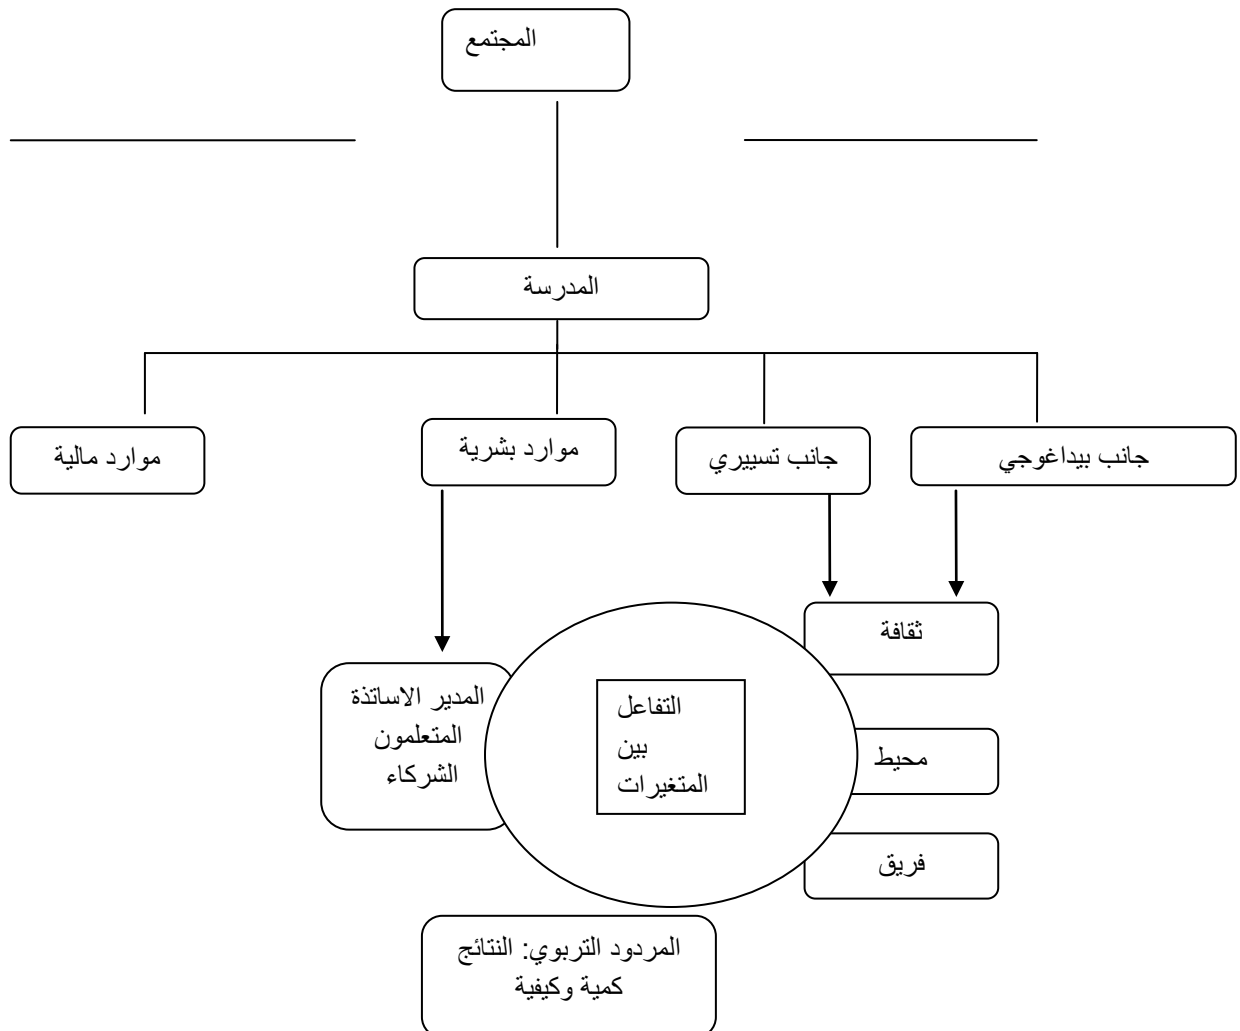 المجتمع
المدرسة
جانب بيداغوجي
جانب تسييري
موارد بشرية
موارد مالية
ثقافة
محيط
فريق
التفاعل
بين
المتغيرات
المدير الاساتذة
المتعلمون
الشركاء
المردود التربوي: النتائج
كمية وكيفية